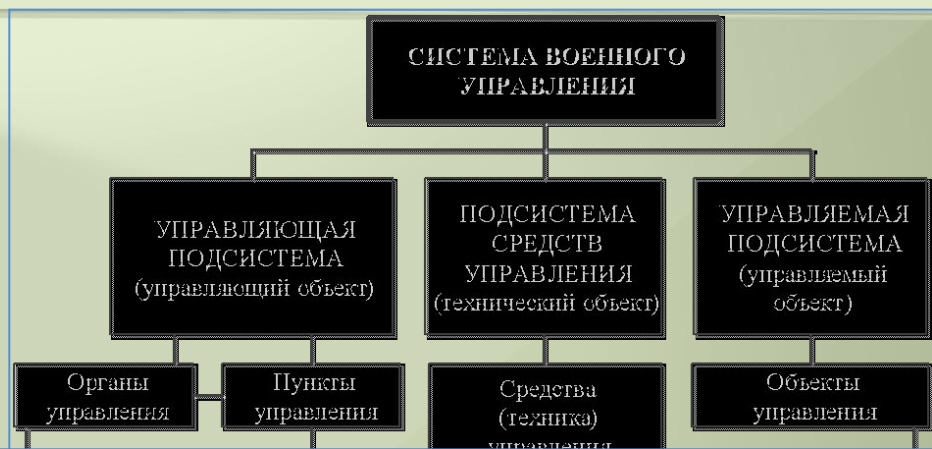 СИСТЕМА ВОЕННОГО
УПРАВЛЕНИЯ
УПРАВЛЯЮЩАЯ
ПОДСИСТЕМА
(управляющий объект)
ПОДСИСТЕМА
СРЕДСТВ
УПРАВЛЕНИЯ
(технический объект)
УПРАВЛЯЕМАЯ
ПОДСИСТЕМА
(управляемый
объект)
Органы
управления
Пункты
управления
Средства
(техника)
управления
Объекты
управления